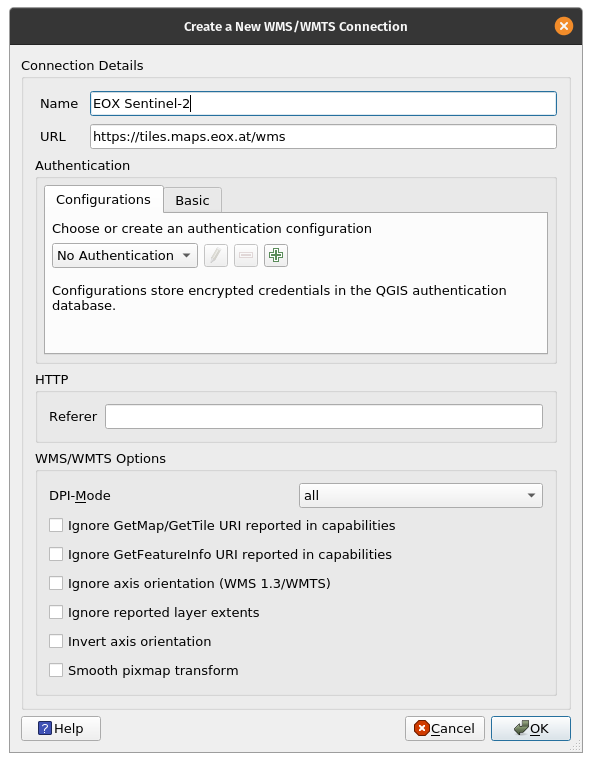 Create a New WMS/WMTS Connection
Connection Details
Name EOX Sentinel-2
URL https://tiles.maps.eox.at/wms
Authentication
Configurations Basic
Choose or create an authentication configuration
No Authentication
Configurations store encrypted credentials in the QGIS authentication
database.
HTTP
Referer
WMS/WMTS Options
DPI-Mode all
Ignore GetMap/GetTile URI reported in capabilities
Ignore GetFeatureInfo URI reported in capabilities
Ignore axis orientation (WMS 1.3/WMTS)
Ignore reported layer extents
Invert axis orientation
Smooth pixmap transform
? Help Cancel OK